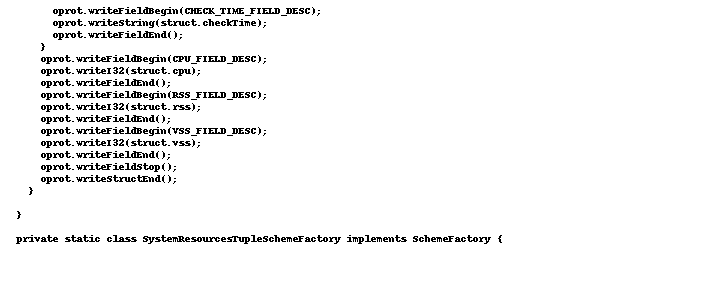 oprot.writeFieldBegin(CHECK_TIME_FIELD_DESC);
oprot.writeString(struct.checkTime);
oprot.writeFieldEnd();
}
oprot.writeFieldBegin(CPU_FIELD_DESC);
oprot.writeI32(struct.cpu);
oprot.writeFieldEnd();
oprot.writeFieldBegin(RSS_FIELD_DESC);
oprot.writeI32(struct.rss);
oprot.writeFieldEnd();
oprot.writeFieldBegin(VSS_FIELD_DESC);
oprot.writeI32(struct.vss);
oprot.writeFieldEnd();
oprot.writeFieldStop();
oprot.writeStructEnd();
}
}
private static class SystemResourcesTupleSchemeFactory implements SchemeFactory {